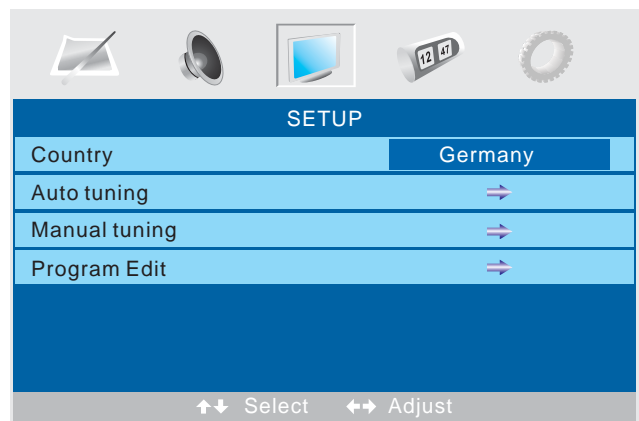 12 47
SETUP
Country Germany
Auto tuning
Manual tuning
Program Edit
Select Adjust